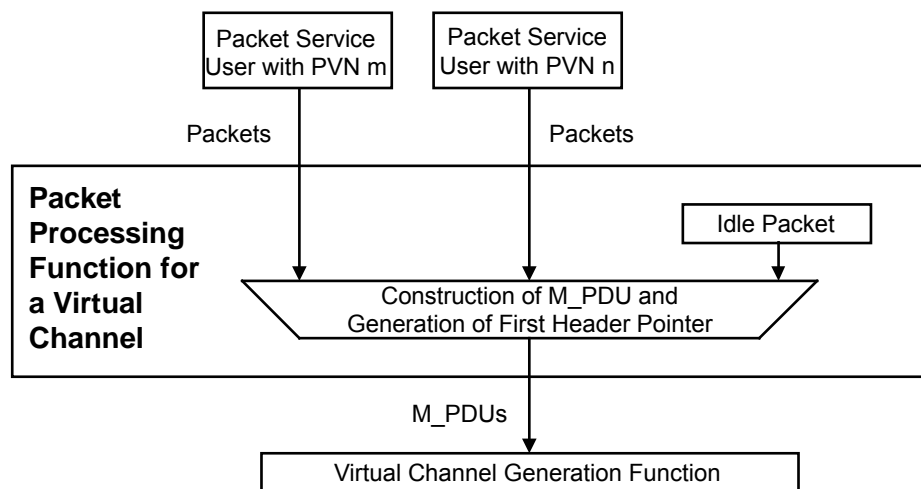 Packet Service
User with PVN m
Packet Service
User with PVN n
Packets
Packets
Packet
Processing
Function for
a Virtual
Channel
Idle Packet
Construction of M_PDU and
Generation of First Header Pointer
M_PDUs
Virtual Channel Generation Function